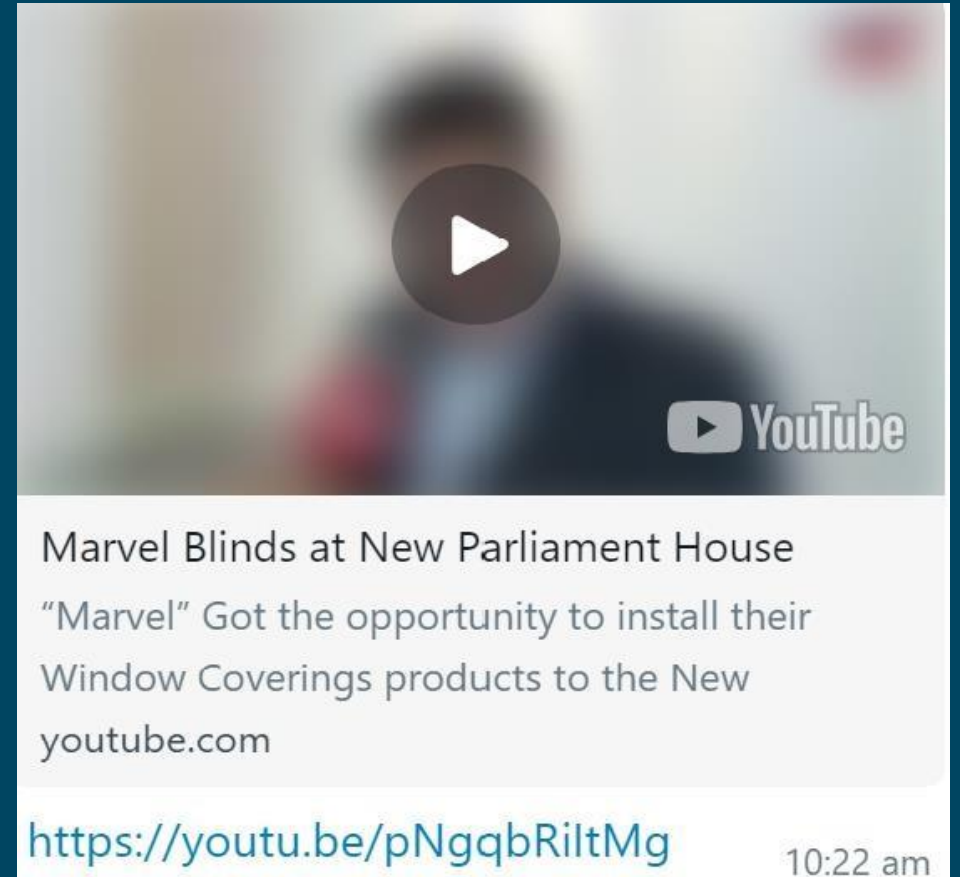 YouTube
Marvel Blinds at New Parliament House
“Marvel” Got the opportunity to install their
Window Coverings products to the New
youtube.com
https://youtu.be/pNgqbRiltMg
10:22 am